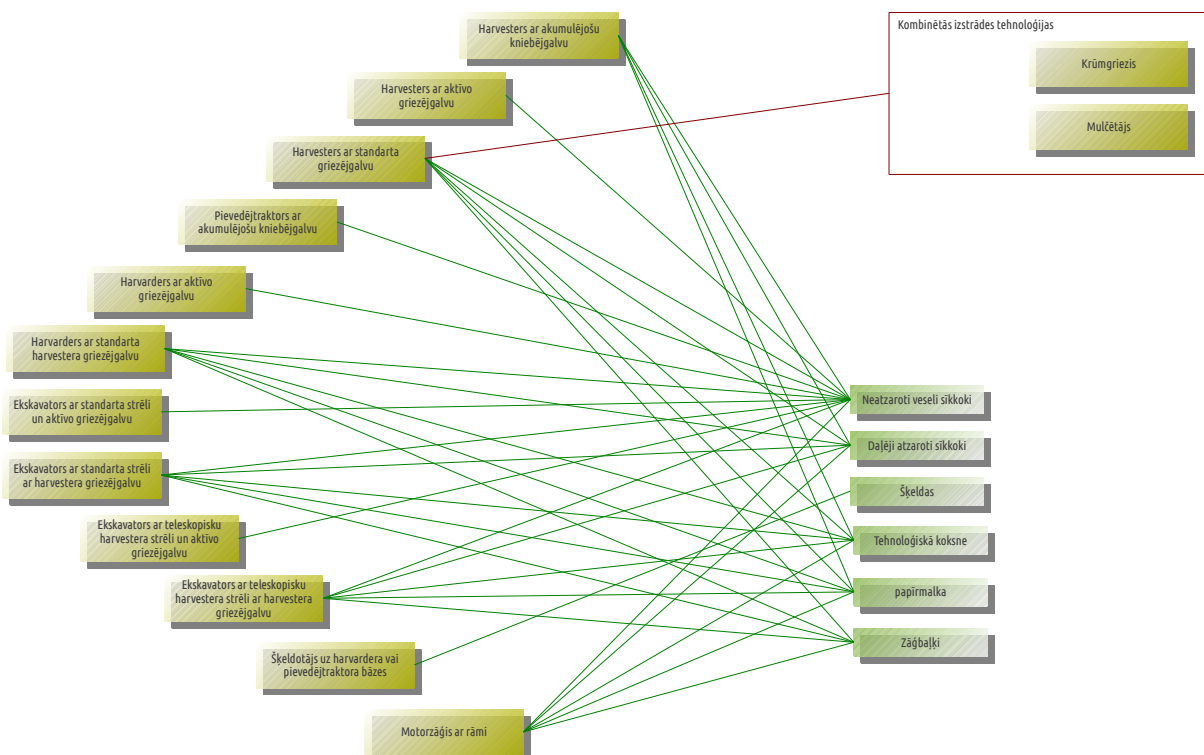 Harvesters ar akumulējošu
kniebējgalvu
Kombinētās izstrādes tehnoloģijas
Krūmgriezis
Mulčētājs
Harvesters ar aktīvo
griezējgalvu
Harvesters ar standarta
griezējgalvu
Pievedējtraktors ar
akumulējošu kniebējgalvu
Harvarders ar aktīvo
griezējgalvu
Harvarders ar standarta
harvestera griezējgalvu
Ekskavators ar standarta strēli
un aktīvo griezējgalvu
Ekskavators ar standarta strēli
ar harvestera griezējgalvu
Ekskavators ar teleskopisku
harvestera strēli un aktīvo
griezējgalvu
Ekskavators ar teleskopisku
harvestera strēli ar harvestera
griezējgalvu
Šķeldotājs uz harvardera vai
pievedējtraktora bāzes
Motorzāģis ar rāmi
Neatzaroti veseli sīkkoki
Daļēji atzaroti sīkkoki
Šķeldas
Tehnoloģiskā koksne
papīrmalka
Zāģbaļķi